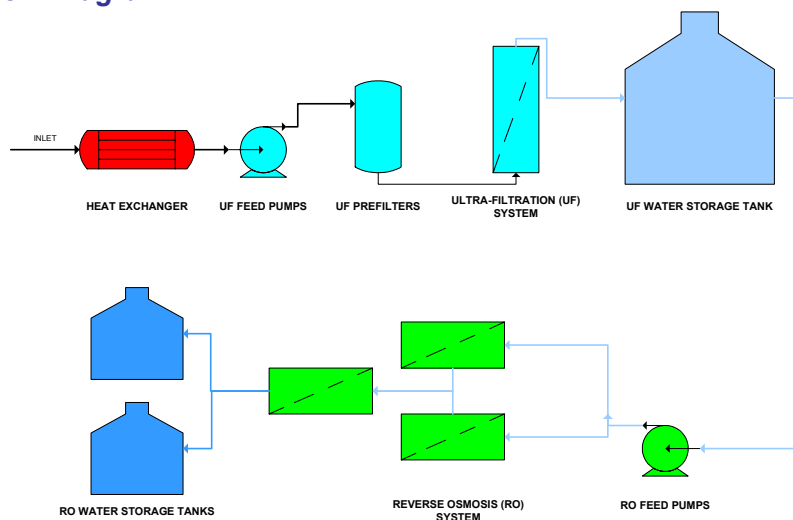 INLET
HEAT EXCHANGER
UF FEED PUMPS
UF PREFILTERS
ULTRA-FILTRATION (UF)
SYSTEM
UF WATER STORAGE TANK
RO WATER STORAGE TANKS
REVERSE OSMOSIS (RO)
SYSTEM
RO FEED PUMPS